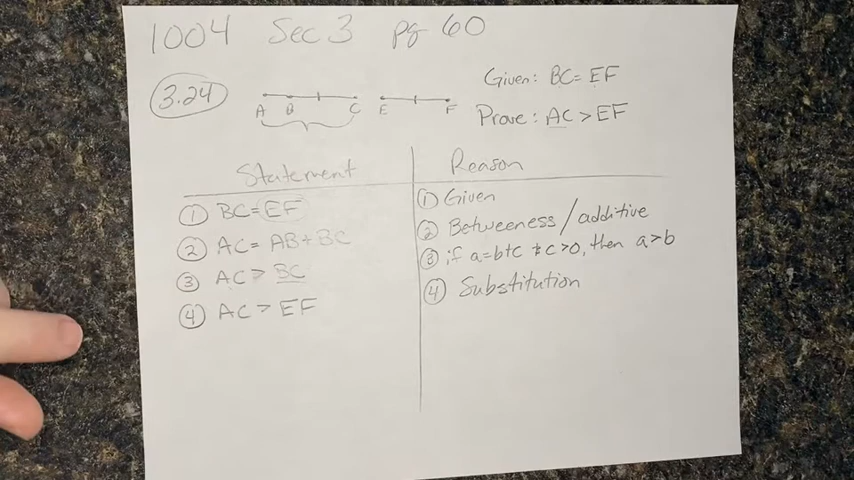 1004 Sec 3 pg 60
3.24
A B C E F
Given: BC = EF
Prove: AC > EF
Statement Reason
① BC = EF ① Given
② AC = AB + BC ② Betweeness / additive
③ AC > BC ③ if a=b+c & c>0, then a>b
④ AC > EF ④ Substitution